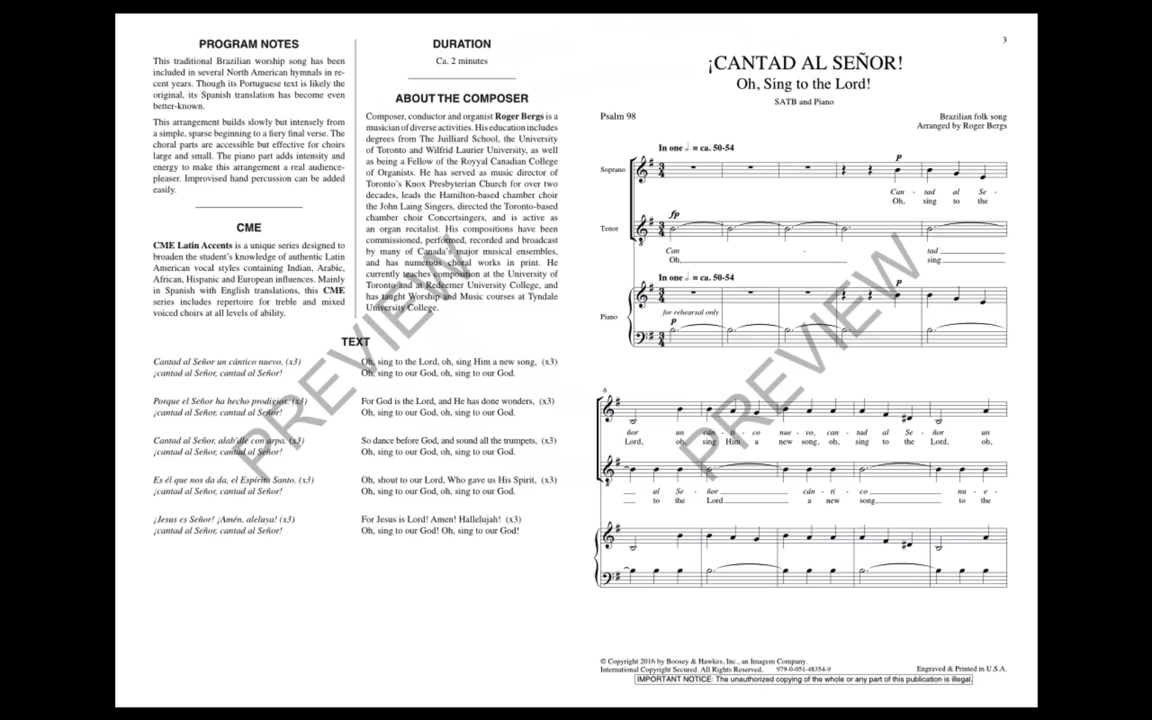 PROGRAM NOTES
This traditional Brazilian worship song has been
included in several North American hymnals in re-
cent years. Though its Portuguese text is likely the
original, its Spanish translation has become even
better-known.
This arrangement builds slowly but intensely from
a simple, sparse beginning to a fiery final verse. The
choral parts are accessible but effective for choirs
large and small. The piano part adds intensity and
energy to make this arrangement a real audience-
pleaser. Improvised hand percussion can be added
easily.
CME
CME Latin Accents is a unique series designed to
broaden the student's knowledge of authentic Latin
American vocal styles containing Indian, Arabic,
African, Hispanic and European influences. Mainly
in Spanish with English translations, this CME
series includes repertoire for treble and mixed
voiced choirs at all levels of ability.
DURATION
Ca. 2 minutes
ABOUT THE COMPOSER
Composer, conductor and organist Roger Bergs is a
musician of diverse activities. His education includes
degrees from The Juilliard School, the University
of Toronto and Wilfrid Laurier University, as well
as being a Fellow of the Royyal Canadian College
of Organists. He has served as music director of
Toronto's Knox Presbyterian Church for over two
decades, leads the Hamilton-based chamber choir
the John Laing Singers, directed the Toronto-based
chamber choir Concertsingers, and is active as
an organ recitalist. His compositions have been
commissioned, performed, recorded and broadcast
by many of Canada's major musical ensembles,
and has numerous choral works in print. He
currently teaches composition at the University of
Toronto and at Redeemer University College, and
has taught Worship and Music courses at Tyndale
University College.
TEXT
Cantad al Señor un cántico nuevo, (x3)
¡cantad al Señor, cantad al Señor!
Porque el Señor ha hecho prodigios. (x3)
¡cantad al Señor, cantad al Señor!
Cantad al Señor, alab'dle con arpa. (x3)
¡cantad al Señor, cantad al Señor!
Es él que nos da da, el Espíritu Santo. (x3)
¡cantad al Señor, cantad al Señor!
¡Jesus es Señor! ¡Amén, aleluya! (x3)
¡cantad al Señor, cantad al Señor!
Oh, sing to the Lord, oh, sing Him a new song, (x3)
Oh, sing to our God, oh, sing to our God.
For God is the Lord, and He has done wonders, (x3)
Oh, sing to our God, oh, sing to our God.
So dance before God, and sound all the trumpets, (x3)
Oh, sing to our God, oh, sing to our God.
Oh, shout to our Lord, Who gave us His Spirit, (x3)
Oh, sing to our God, oh, sing to our God.
For Jesus is Lord! Amen! Hallelujah! (x3)
Oh, sing to our God! Oh, sing to our God!
PREVIEW
3
¡CANTAD AL SEÑOR!
Oh, Sing to the Lord!
SATB and Piano
Psalm 98
Brazilian folk song
Arranged by Roger Bergs
In one = ca. 50-54
Soprano
p
Can - tad al Se -
Oh, sing to the
Tenor
fp
Can - tad
Oh, sing
In one = ca. 50-54
Piano
p
for rehearsal only
p
6
ñor un cán - ti - co nue - vo, can - tad al Se - ñor un
Lord, oh, sing Him a new song, oh, sing to the Lord, oh,
al Se - ñor cán - ti - co nu - e -
to the Lord a new song, to the
PREVIEW
© Copyright 2016 by Boosey & Hawkes, Inc., an Imagem Company.
International Copyright Secured. All Rights Reserved. 979-0-051-48354-9
Engraved & Printed in U.S.A.
IMPORTANT NOTICE: The unauthorized copying of the whole or any part of this publication is illegal.